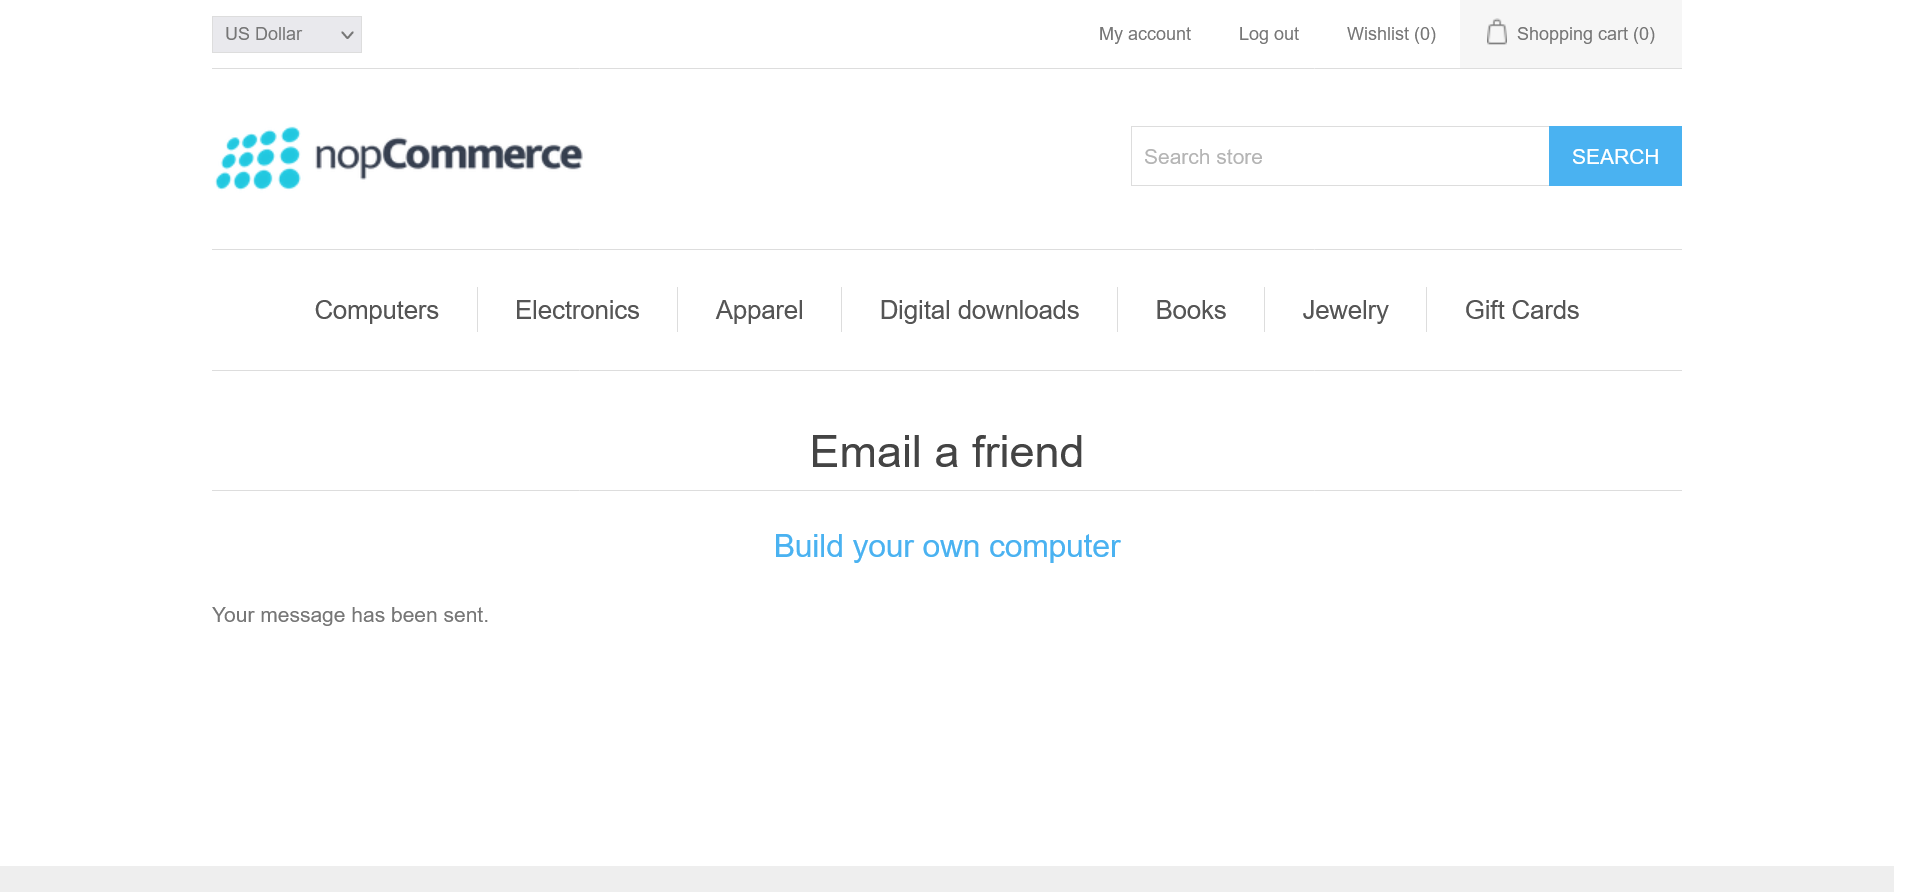 US Dollar
My account
Log out
Wishlist (0)
Shopping cart (0)
nopCommerce
Search store
SEARCH
Computers
Electronics
Apparel
Digital downloads
Books
Jewelry
Gift Cards
Email a friend
Build your own computer
Your message has been sent.